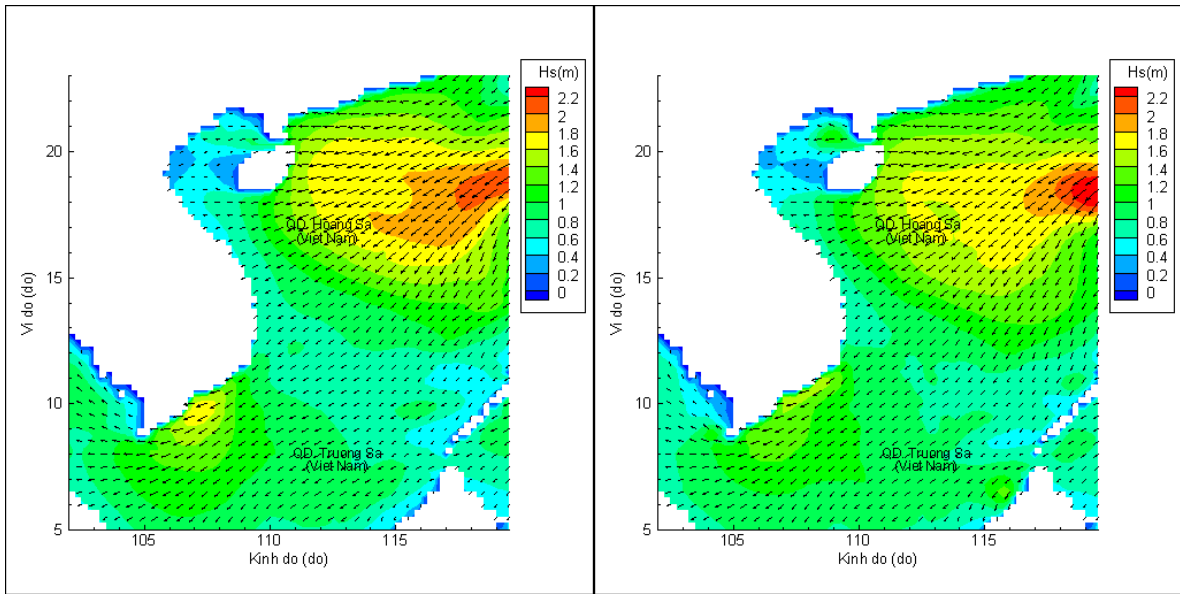 Hs(m)
2.2
2
1.8
1.6
1.4
1.2
1
0.8
0.6
0.4
0.2
0
20
15
10
5
Vi do (do)
QD. Hoang Sa
(Viet Nam)
QD. Truong Sa
(Viet Nam)
105
110
115
Kinh do (do)
Hs(m)
2.2
2
1.8
1.6
1.4
1.2
1
0.8
0.6
0.4
0.2
0
20
15
10
5
Vi do (do)
QD. Hoang Sa
(Viet Nam)
QD. Truong Sa
(Viet Nam)
105
110
115
Kinh do (do)